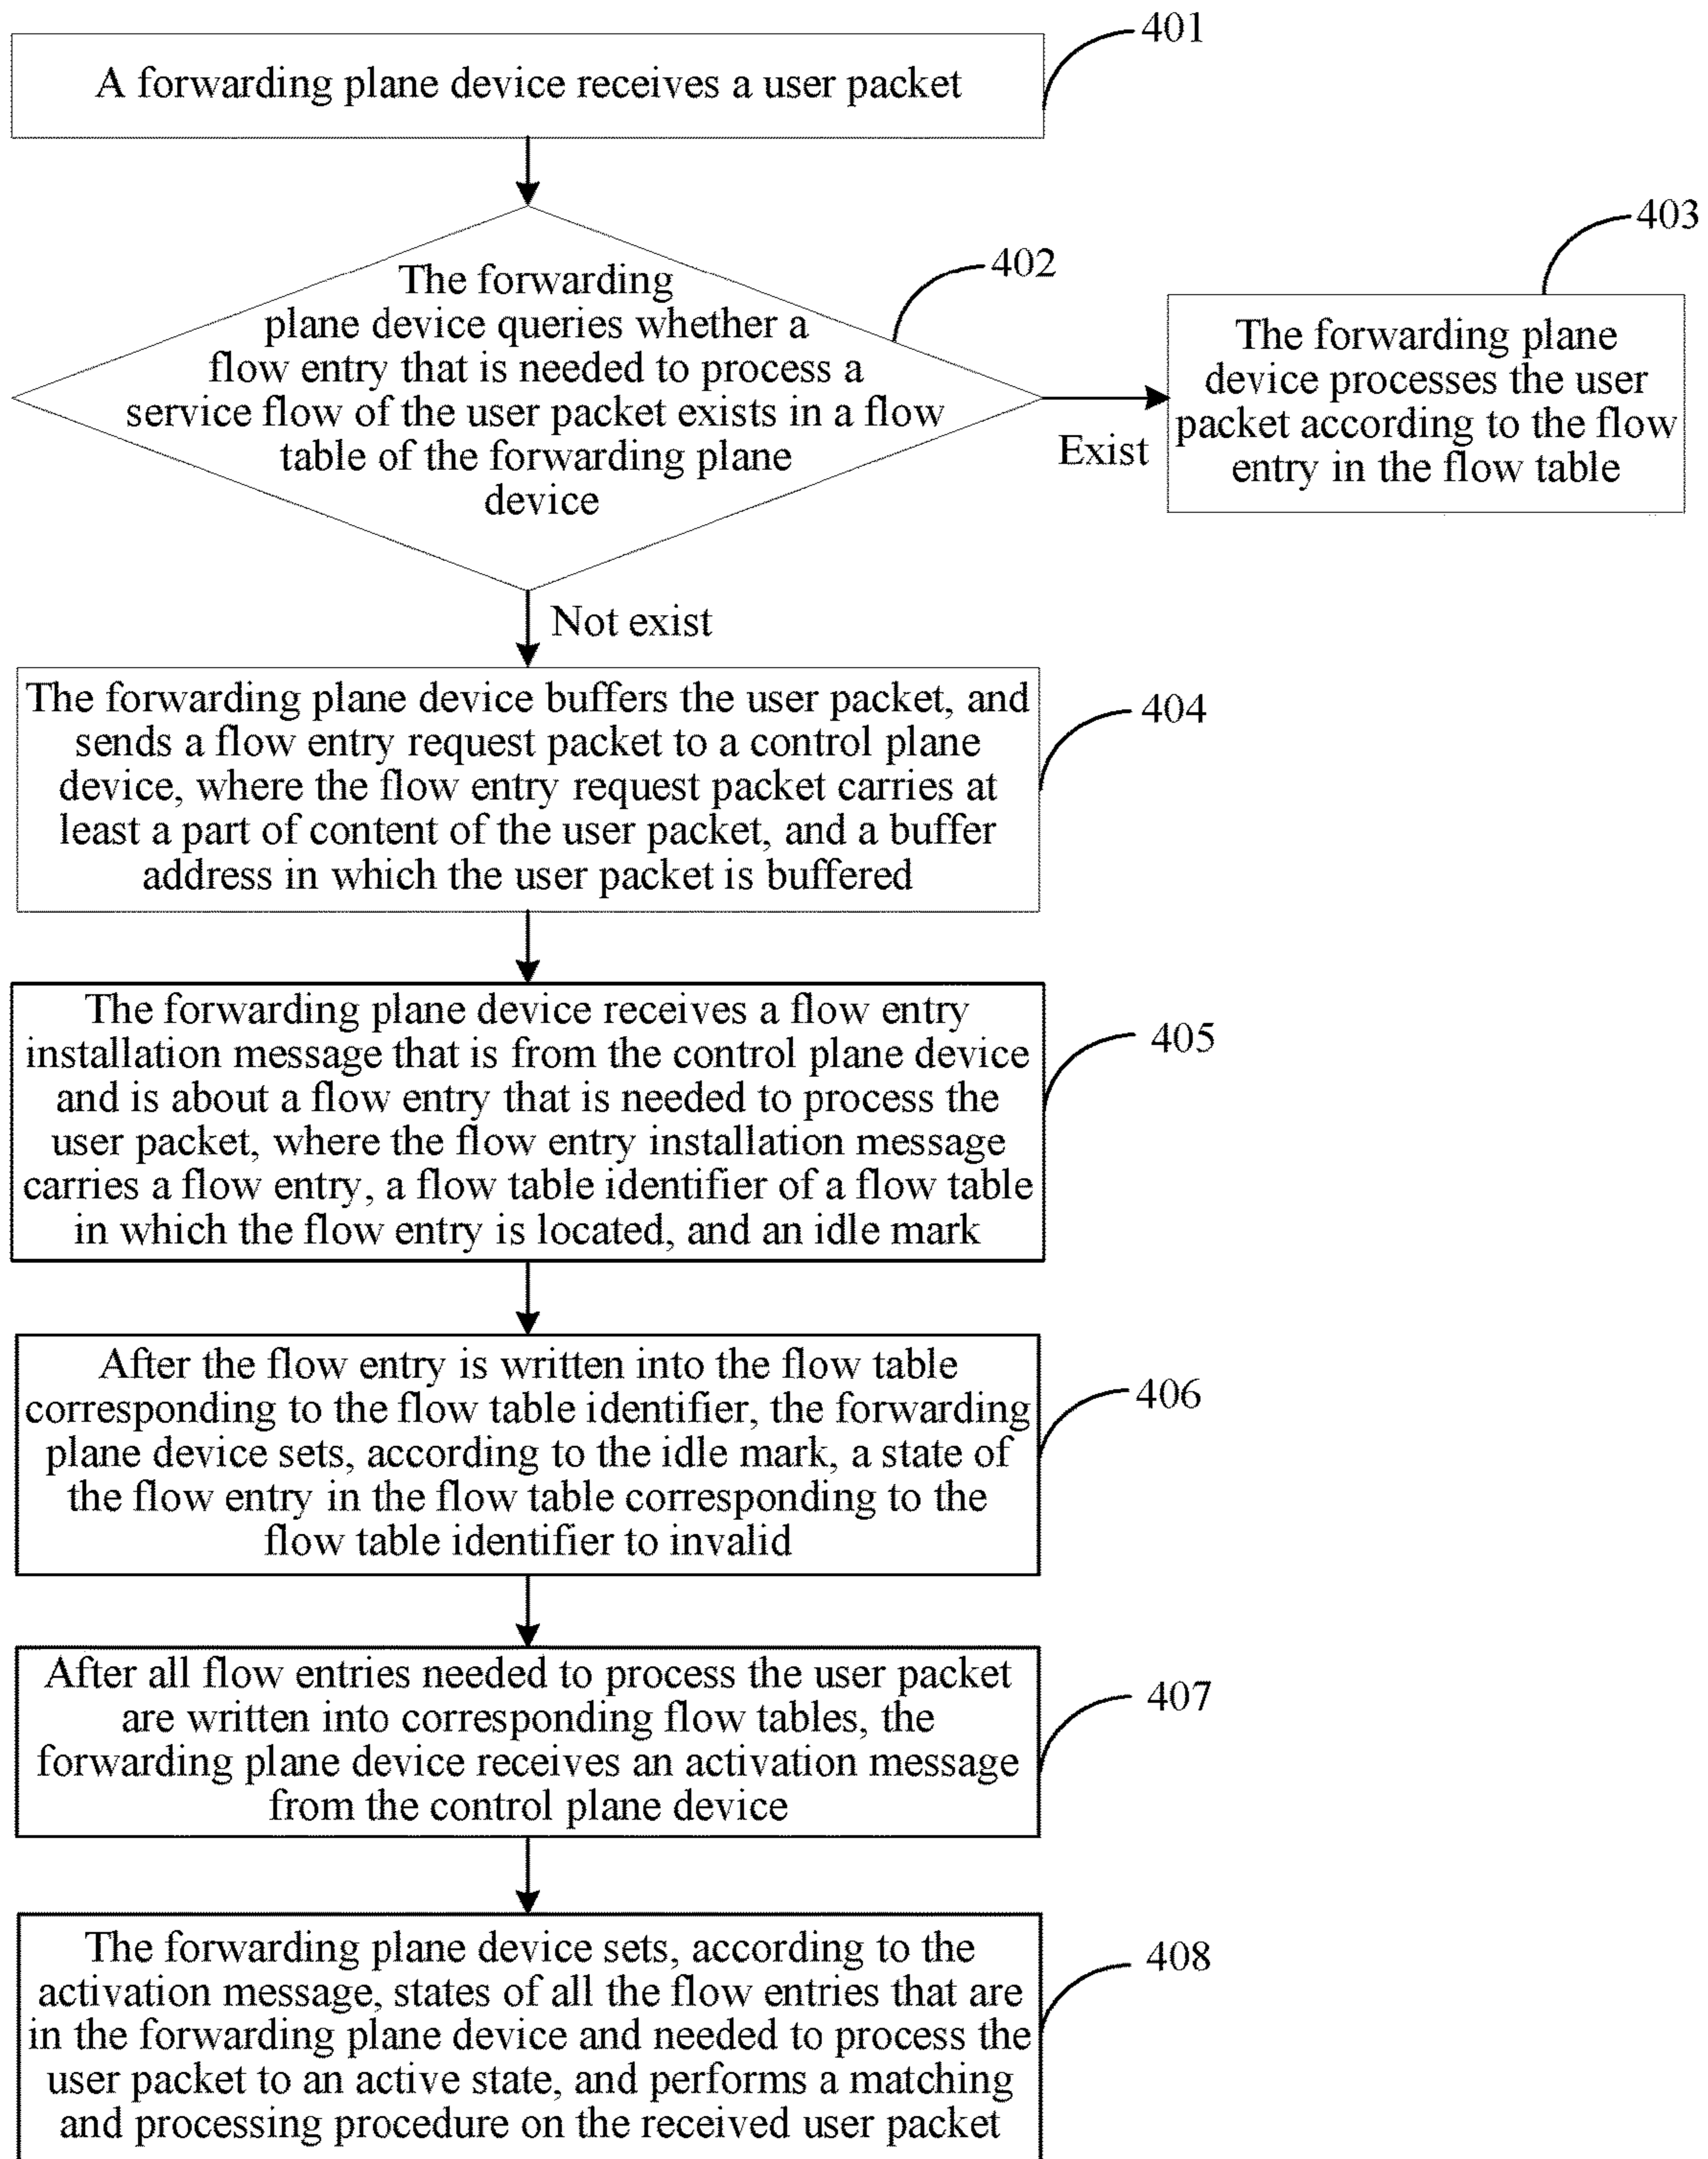 401
A forwarding plane device receives a user packet
402
The forwarding
plane device queries whether a
flow entry that is needed to process a
service flow of the user packet exists in a flow
table of the forwarding plane
device
Exist
403
The forwarding plane
device processes the user
packet according to the flow
entry in the flow table
Not exist
404
The forwarding plane device buffers the user packet, and
sends a flow entry request packet to a control plane
device, where the flow entry request packet carries at
least a part of content of the user packet, and a buffer
address in which the user packet is buffered
405
The forwarding plane device receives a flow entry
installation message that is from the control plane device
and is about a flow entry that is needed to process the
user packet, where the flow entry installation message
carries a flow entry, a flow table identifier of a flow table
in which the flow entry is located, and an idle mark
406
After the flow entry is written into the flow table
corresponding to the flow table identifier, the forwarding
plane device sets, according to the idle mark, a state of
the flow entry in the flow table corresponding to the
flow table identifier to invalid
407
After all flow entries needed to process the user packet
are written into corresponding flow tables, the
forwarding plane device receives an activation message
from the control plane device
408
The forwarding plane device sets, according to the
activation message, states of all the flow entries that are
in the forwarding plane device and needed to process the
user packet to an active state, and performs a matching
and processing procedure on the received user packet